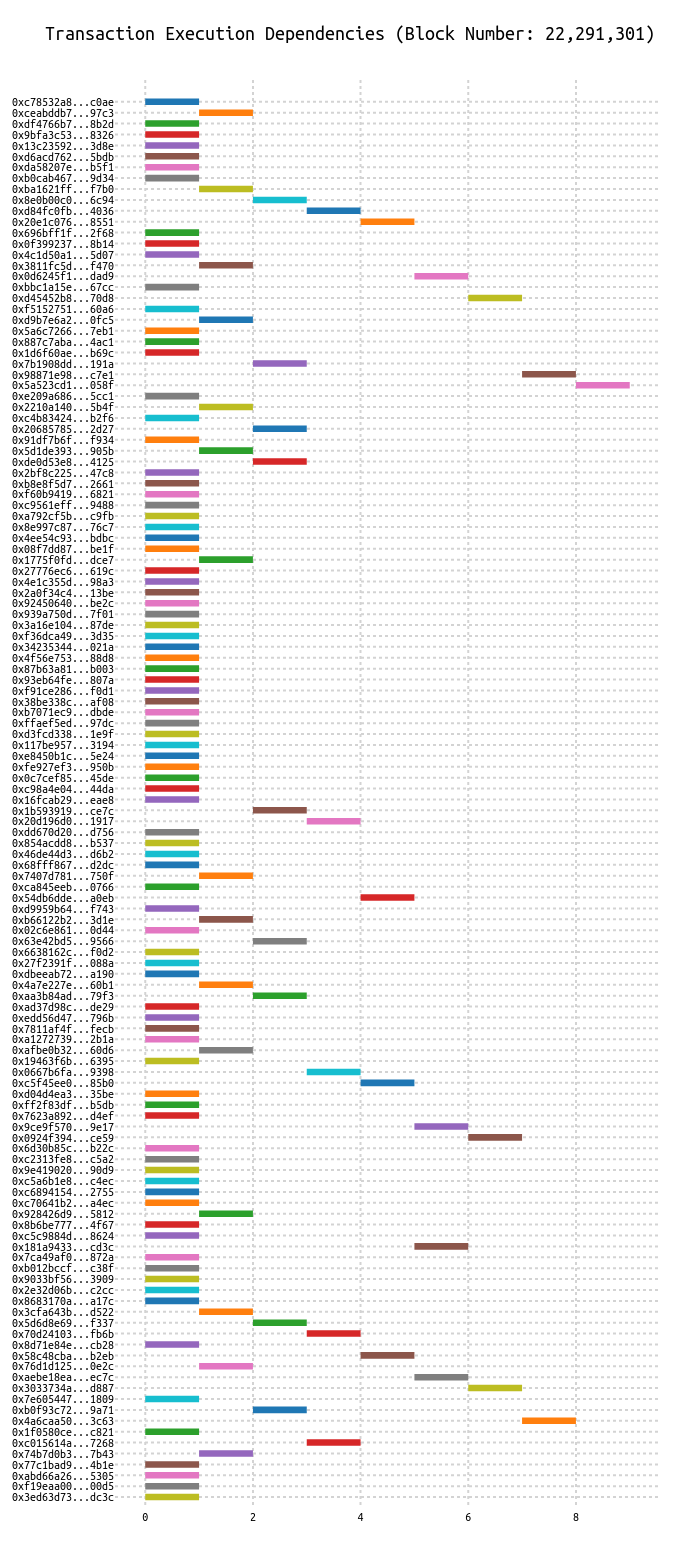 Transaction Execution Dependencies (Block Number: 22,291,301)
0xc78532a8...c0ae
0xceabddb7...97c3
0xdf4766b7...8b2d
0x9bfa3c53...8326
0x13c23592...3d8e
0xd6acd762...5bdb
0xda58207e...b5f1
0xb0cab467...9d34
0xba1621ff...f7b0
0x8e0b00c0...6c94
0xd84fc0fb...4036
0x20e1c076...8551
0x696bff1f...2f68
0x0f399237...8b14
0x4c1d50a1...5d07
0x3811fc5d...f470
0x0d6245f1...dad9
0xbbc1a15e...67cc
0xd45452b8...70d8
0xf5152751...60a6
0xd9b7e6a2...0fc5
0x5a6c7266...7eb1
0x887c7aba...4ac1
0x1d6f60ae...b69c
0x7b1908dd...191a
0x98871e98...c7e1
0x5a523cd1...058f
0xe209a686...5cc1
0x2210a140...5b4f
0xc4b83424...b2f6
0x20685785...2d27
0x91df7b6f...f934
0x5d1de393...905b
0xde0d53e8...4125
0x2bf8c225...47c8
0xb8e8f5d7...2661
0xf60b9419...6821
0xc9561eff...9488
0xa792cf5b...c9fb
0x8e997c87...76c7
0x4ee54c93...bdbc
0x08f7dd87...be1f
0x1775f0fd...dce7
0x27776ec6...619c
0x4e1c355d...98a3
0x2a0f34c4...13be
0x92450640...be2c
0x939a750d...7f01
0x3a16e104...87de
0xf36dca49...3d35
0x34235344...021a
0x4f56e753...88d8
0x87b63a81...b003
0x93eb64fe...807a
0xf91ce286...f0d1
0x38be338c...af08
0xb7071ec9...dbde
0xffaef5ed...97dc
0xd3fcd338...1e9f
0x117be957...3194
0xe8450b1c...5e24
0xfe927ef3...950b
0x0c7cef85...45de
0xc98a4e04...44da
0x16fcab29...eae8
0x1b593919...ce7c
0x20d196d0...1917
0xdd670d20...d756
0x854acdd8...b537
0x46de44d3...d6b2
0x68fff867...d2dc
0x7407d781...750f
0xca845eeb...0766
0x54db6dde...a0eb
0xd9959b64...f743
0xb66122b2...3d1e
0x02c6e861...0d44
0x63e42bd5...9566
0x6638162c...f0d2
0x27f2391f...088a
0xdbeeab72...a190
0x4a7e227e...60b1
0xaa3b84ad...79f3
0xad37d98c...de29
0xedd56d47...796b
0x7811af4f...fecb
0xa1272739...2b1a
0xafbe0b32...60d6
0x19463f6b...6395
0x0667b6fa...9398
0xc5f45ee0...85b0
0xd04d4ea3...35be
0xff2f83df...b5db
0x7623a892...d4ef
0x9ce9f570...9e17
0x0924f394...ce59
0x6d30b85c...b22c
0xc2313fe8...c5a2
0x9e419020...90d9
0xc5a6b1e8...c4ec
0xc6894154...2755
0xc70641b2...a4ec
0x928426d9...5812
0x8b6be777...4f67
0xc5c9884d...8624
0x181a9433...cd3c
0x7ca49af0...872a
0xb012bccf...c38f
0x9033bf56...3909
0x2e32d06b...c2cc
0x8683170a...a17c
0x3cfa643b...d522
0x5d6d8e69...f337
0x70d24103...fb6b
0x8d71e84e...cb28
0x58c48cba...b2eb
0x76d1d125...0e2c
0xaebe18ea...ec7c
0x3033734a...d887
0x7e605447...1809
0xb0f93c72...9a71
0x4a6caa50...3c63
0x1f0580ce...c821
0xc015614a...7268
0x74b7d0b3...7b43
0x77c1bad9...4b1e
0xabd66a26...5305
0xf19eaa00...00d5
0x3ed63d73...dc3c
0 2 4 6 8